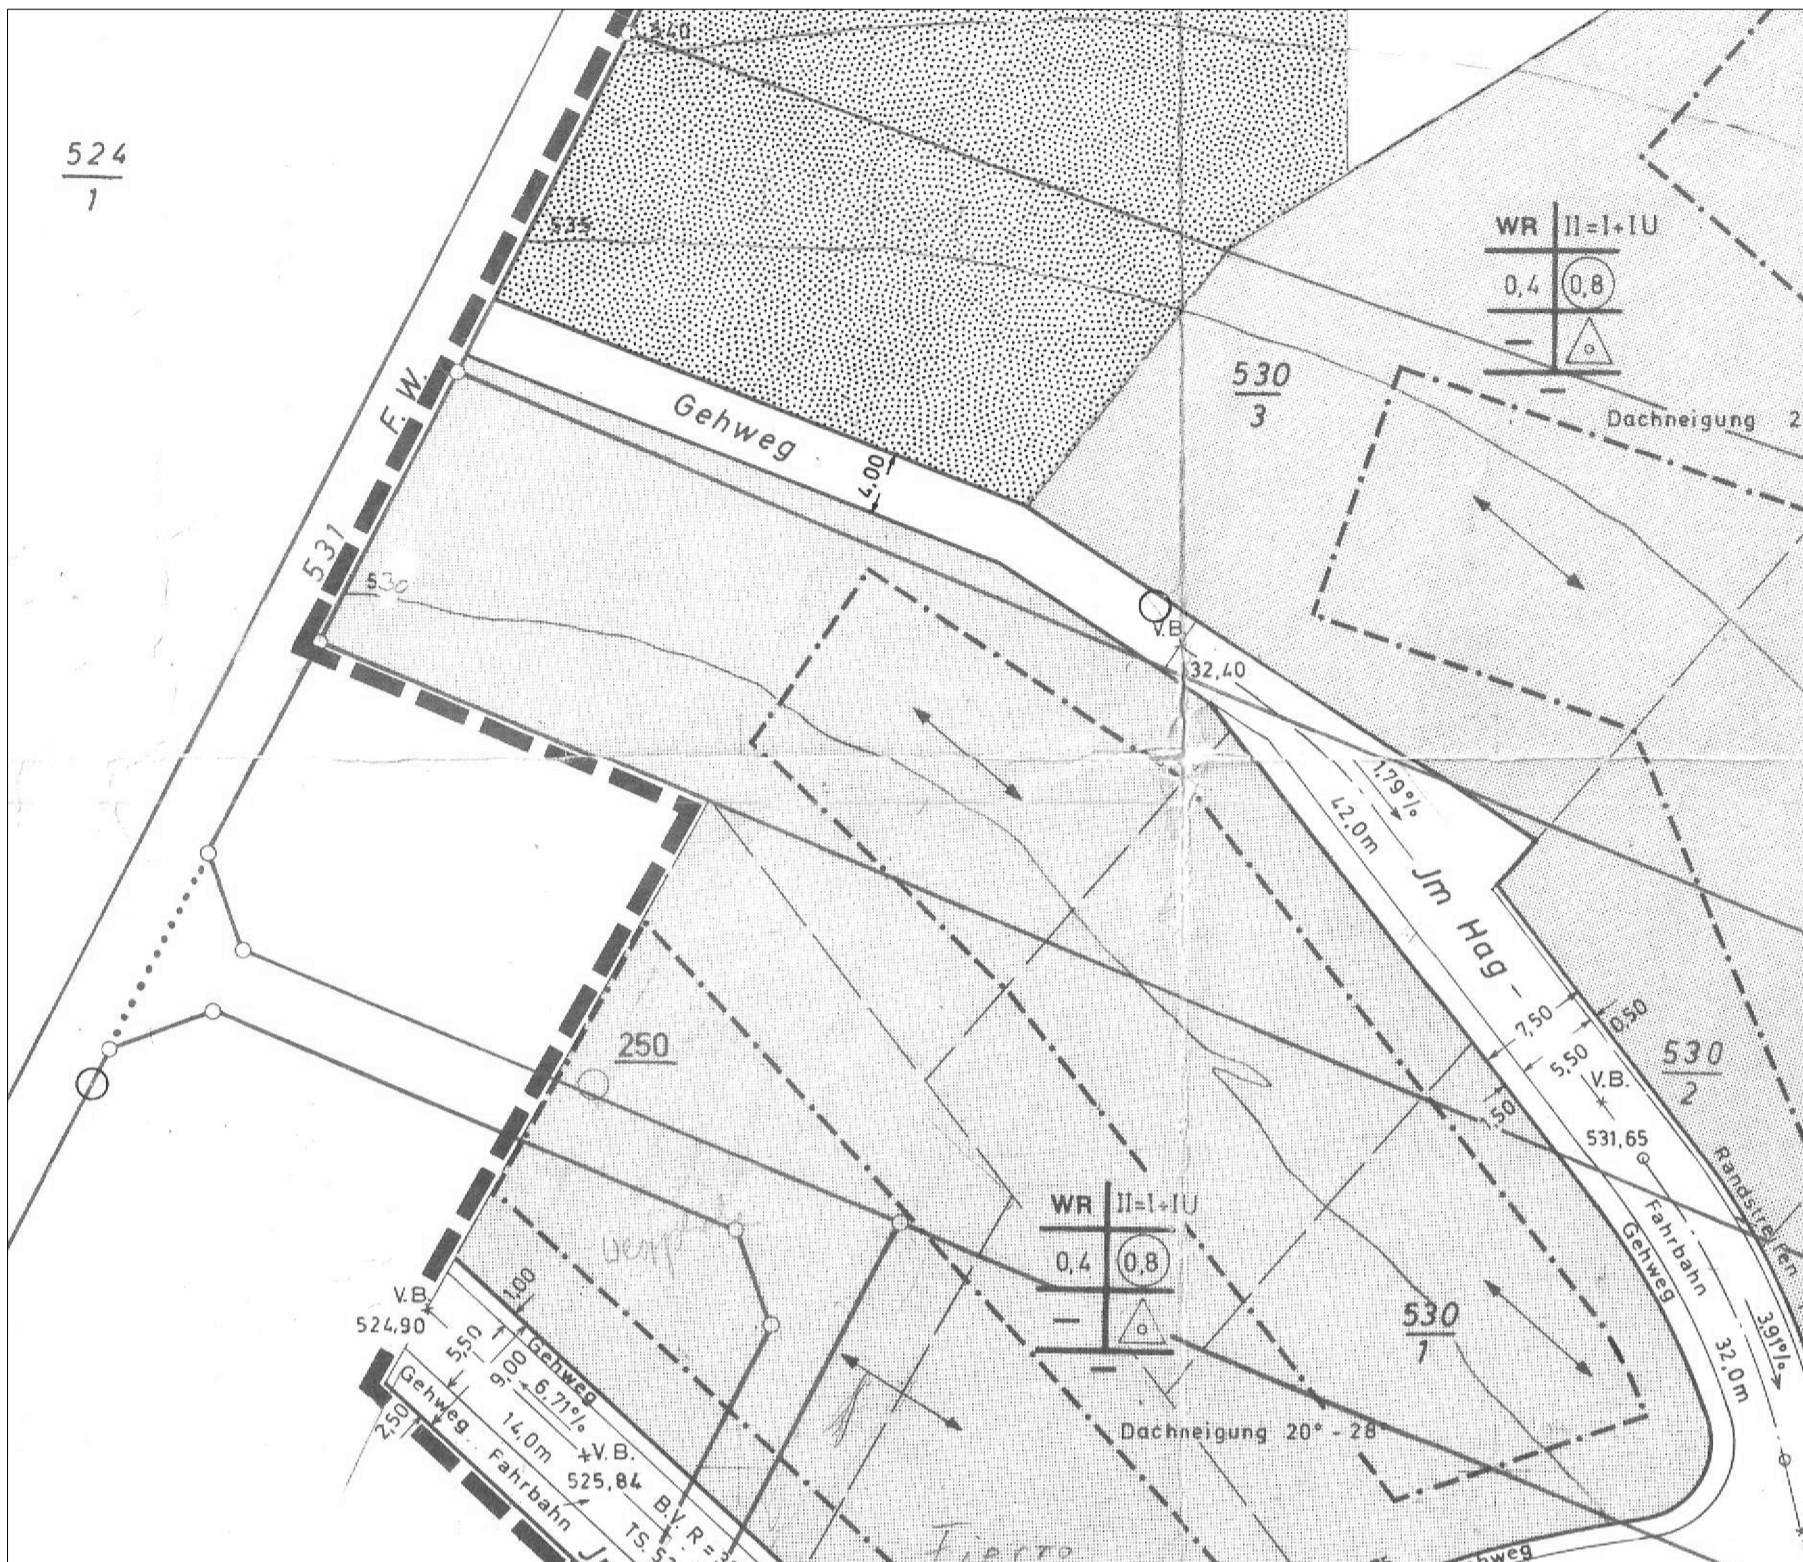 540
524
1
535
WR II=I+IU
0,4 0,8
530
3
Dachneigung 2
F. W.
Gehweg
4.00
531
530
V.B.
32,40
1,79%
42,0m
Jm Hag
7,50
0,50
5,50
V.B.
530
2
1,50
531,65
250
Randstreifen
Fahrbahn
Gehweg
WR II=I+IU
0,4 0,8
530
1
3,91%
32,0m
Dachneigung 20° - 28°
V.B.
524,90
1,00
5,50
9,00
Gehweg
6,71%
Gehweg
2,50
14,0m
V.B.
525,84
Fahrbahn
B.V. R =
TS.
hweg